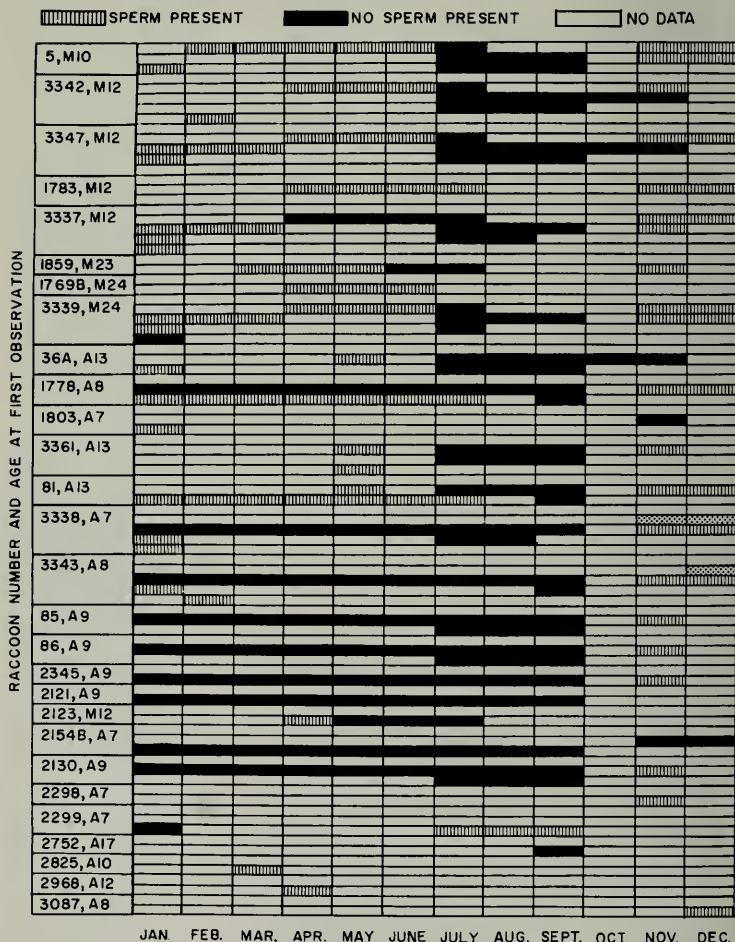 SPERM PRESENT NO SPERM PRESENT NO DATA
RACCOON NUMBER AND AGE AT FIRST OBSERVATION
5, M10
3342, M12
3347, M12
1783, M12
3337, M12
1859, M23
1769B, M24
3339, M24
36A, A13
1778, A8
1803, A7
3361, A13
81, A13
3338, A7
3343, A8
85, A9
86, A9
2345, A9
2121, A9
2123, M12
2154B, A7
2130, A9
2298, A7
2299, A7
2752, A17
2825, A10
2968, A12
3087, A8
JAN. FEB. MAR. APR. MAY JUNE JULY AUG. SEPT. OCT. NOV. DEC.